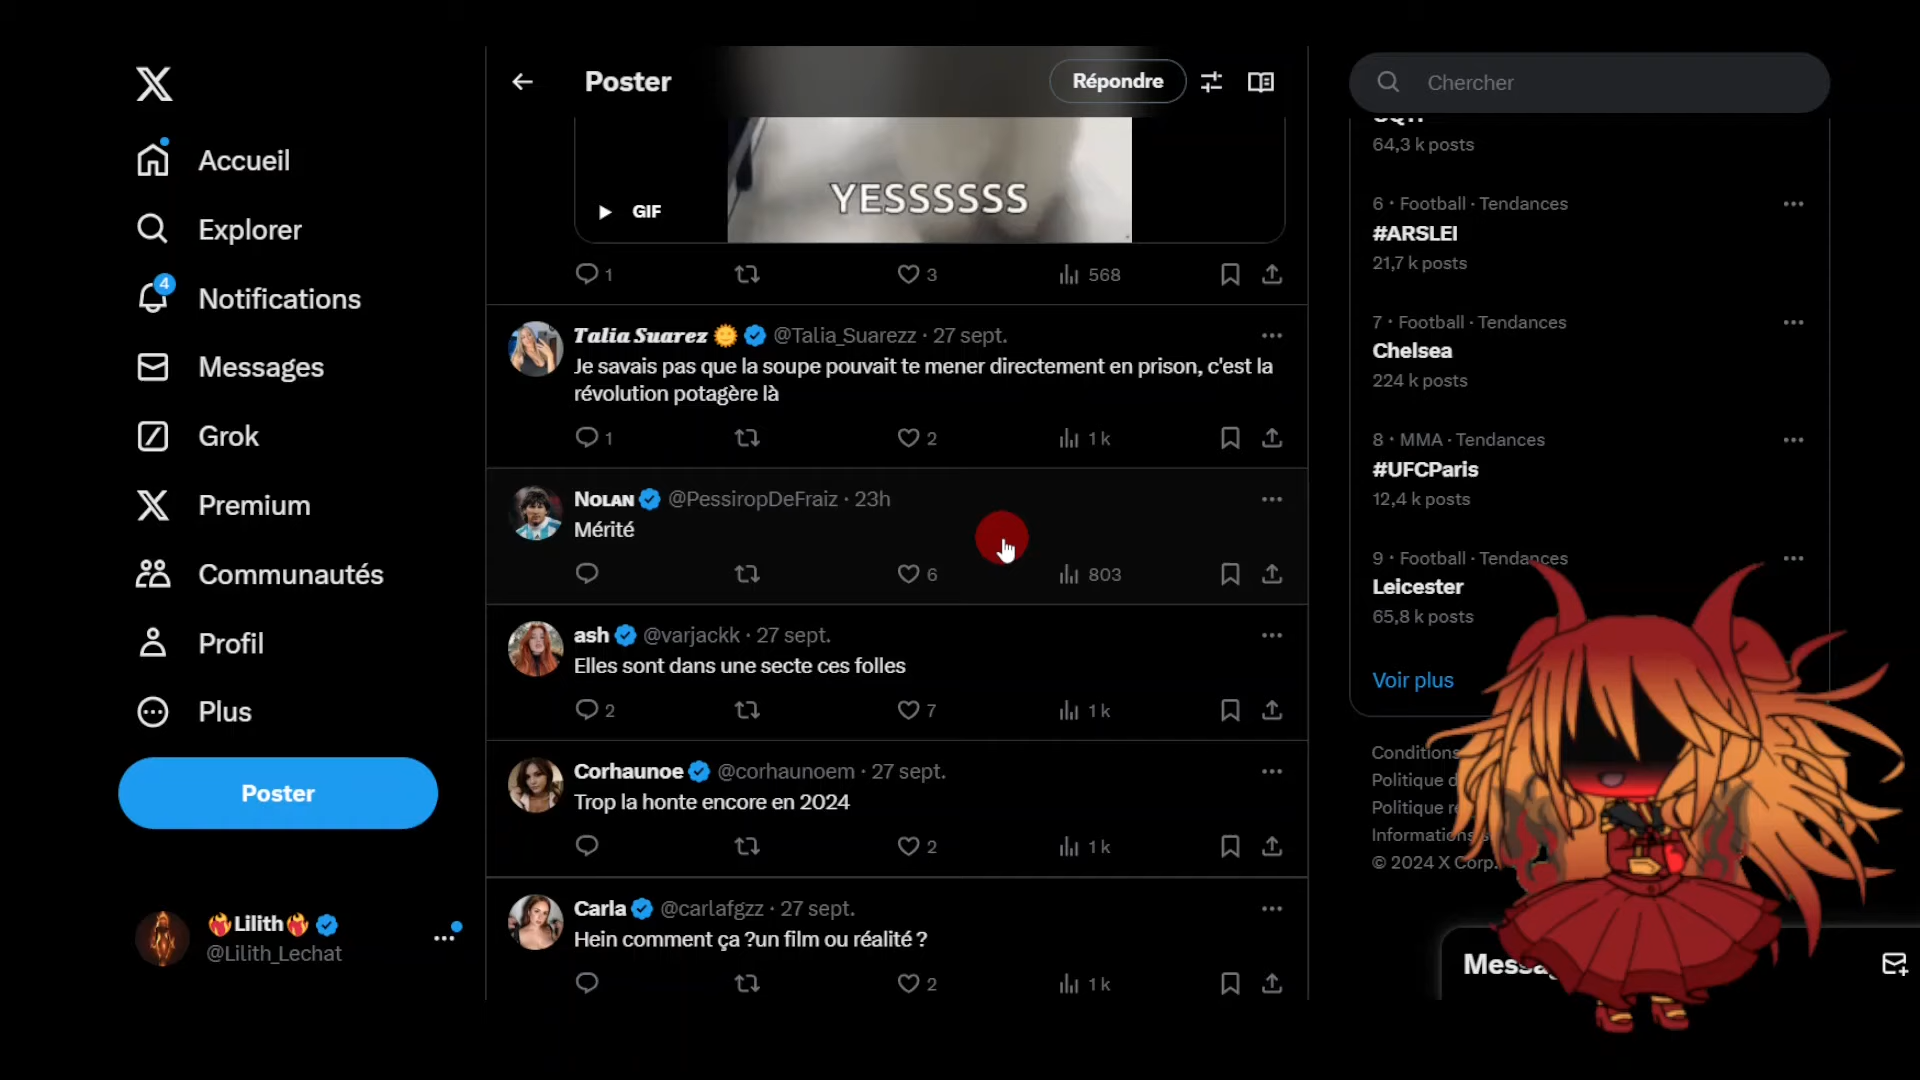 Accueil
Explorer
4
Notifications
Messages
Grok
Premium
Communautés
Profil
Plus
Poster
Lilith
@Lilith_Lechat
Poster
Répondre
GIF
YESSSSSS
1
3
568
Talia Suarez @Talia_Suarezz · 27 sept.
Je savais pas que la soupe pouvait te mener directement en prison, c'est la
révolution potagère là
1
2
1 k
NOLAN @PessiropDeFraiz · 23h
Mérité
6
803
ash @varjackk · 27 sept.
Elles sont dans une secte ces folles
2
7
1 k
Corhaunoe @corhaunoem · 27 sept.
Trop la honte encore en 2024
2
1 k
Carla @carlafgzz · 27 sept.
Hein comment ça ?un film ou réalité ?
2
1 k
Chercher
64,3 k posts
6 · Football · Tendances
#ARSLEI
21,7 k posts
7 · Football · Tendances
Chelsea
224 k posts
8 · MMA · Tendances
#UFCParis
12,4 k posts
9 · Football · Tendances
Leicester
65,8 k posts
Voir plus
Conditions
Politique d
Politique re
Informations
© 2024 X Corp.
Messa